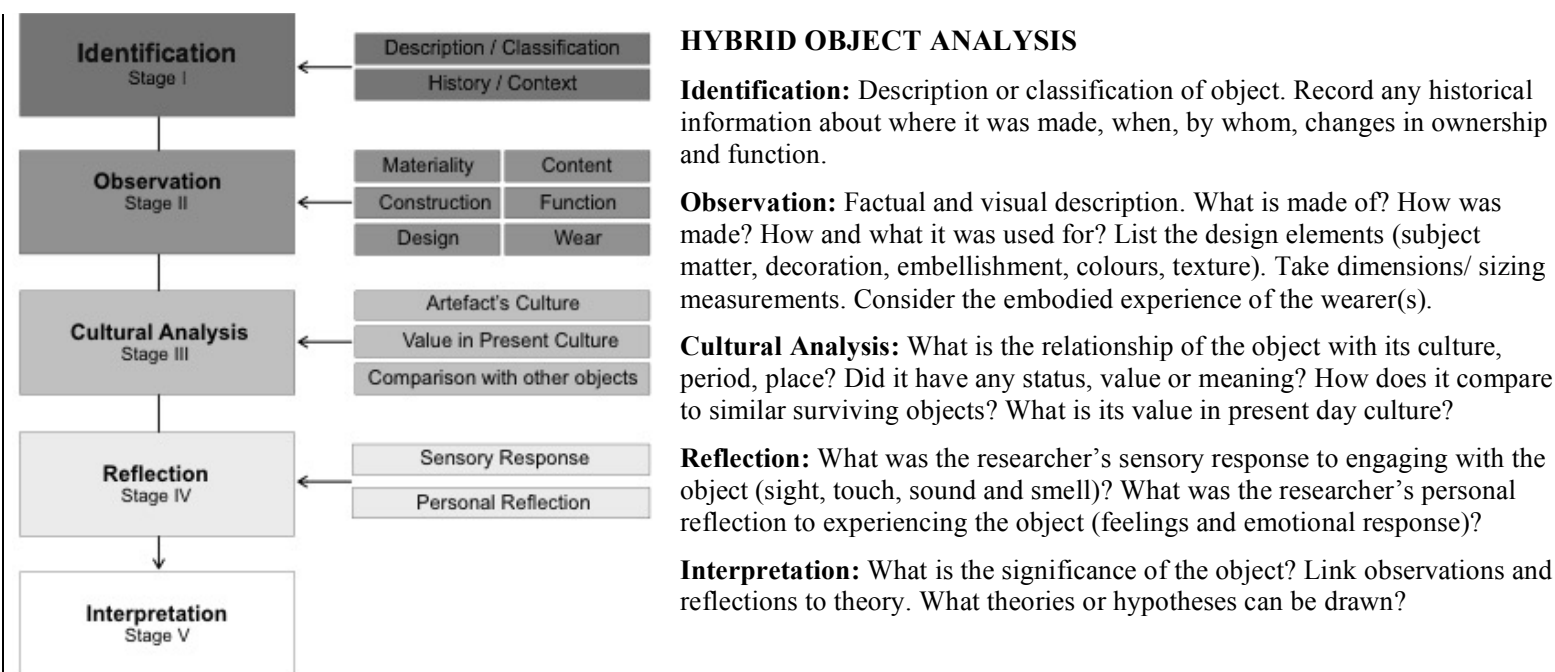 Identification
Stage I
Description / Classification
History / Context
Observation
Stage II
Materiality
Content
Construction
Function
Design
Wear
Cultural Analysis
Stage III
Artefact's Culture
Value in Present Culture
Comparison with other objects
Reflection
Stage IV
Sensory Response
Personal Reflection
Interpretation
Stage V
HYBRID OBJECT ANALYSIS
Identification: Description or classification of object. Record any historical
information about where it was made, when, by whom, changes in ownership
and function.
Observation: Factual and visual description. What is made of? How was
made? How and what it was used for? List the design elements (subject
matter, decoration, embellishment, colours, texture). Take dimensions/ sizing
measurements. Consider the embodied experience of the wearer(s).
Cultural Analysis: What is the relationship of the object with its culture,
period, place? Did it have any status, value or meaning? How does it compare
to similar surviving objects? What is its value in present day culture?
Reflection: What was the researcher's sensory response to engaging with the
object (sight, touch, sound and smell)? What was the researcher's personal
reflection to experiencing the object (feelings and emotional response)?
Interpretation: What is the significance of the object? Link observations and
reflections to theory. What theories or hypotheses can be drawn?